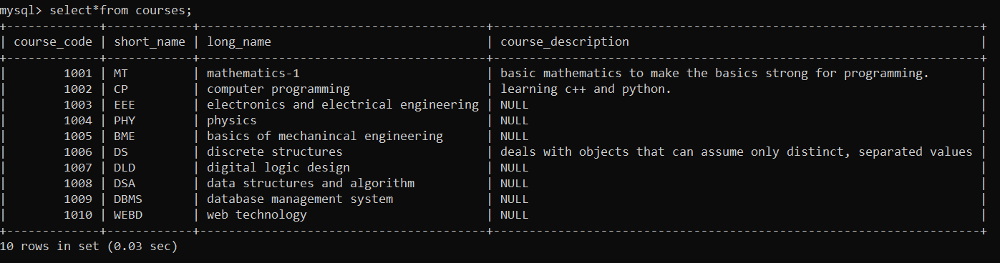 mysql> select*from courses;
+-------------+------------+----------------------------------------+--------------------------------------------------------------------+
| course_code | short_name | long_name                              | course_description                                                 |
+-------------+------------+----------------------------------------+--------------------------------------------------------------------+
|        1001 | MT         | mathematics-1                          | basic mathematics to make the basics strong for programming.       |
|        1002 | CP         | computer programming                   | learning c++ and python.                                           |
|        1003 | EEE        | electronics and electrical engineering | NULL                                                               |
|        1004 | PHY        | physics                                | NULL                                                               |
|        1005 | BME        | basics of mechanincal engineering      | NULL                                                               |
|        1006 | DS         | discrete structures                    | deals with objects that can assume only distinct, separated values |
|        1007 | DLD        | digital logic design                   | NULL                                                               |
|        1008 | DSA        | data structures and algorithm          | NULL                                                               |
|        1009 | DBMS       | database management system             | NULL                                                               |
|        1010 | WEBD       | web technology                         | NULL                                                               |
+-------------+------------+----------------------------------------+--------------------------------------------------------------------+
10 rows in set (0.03 sec)